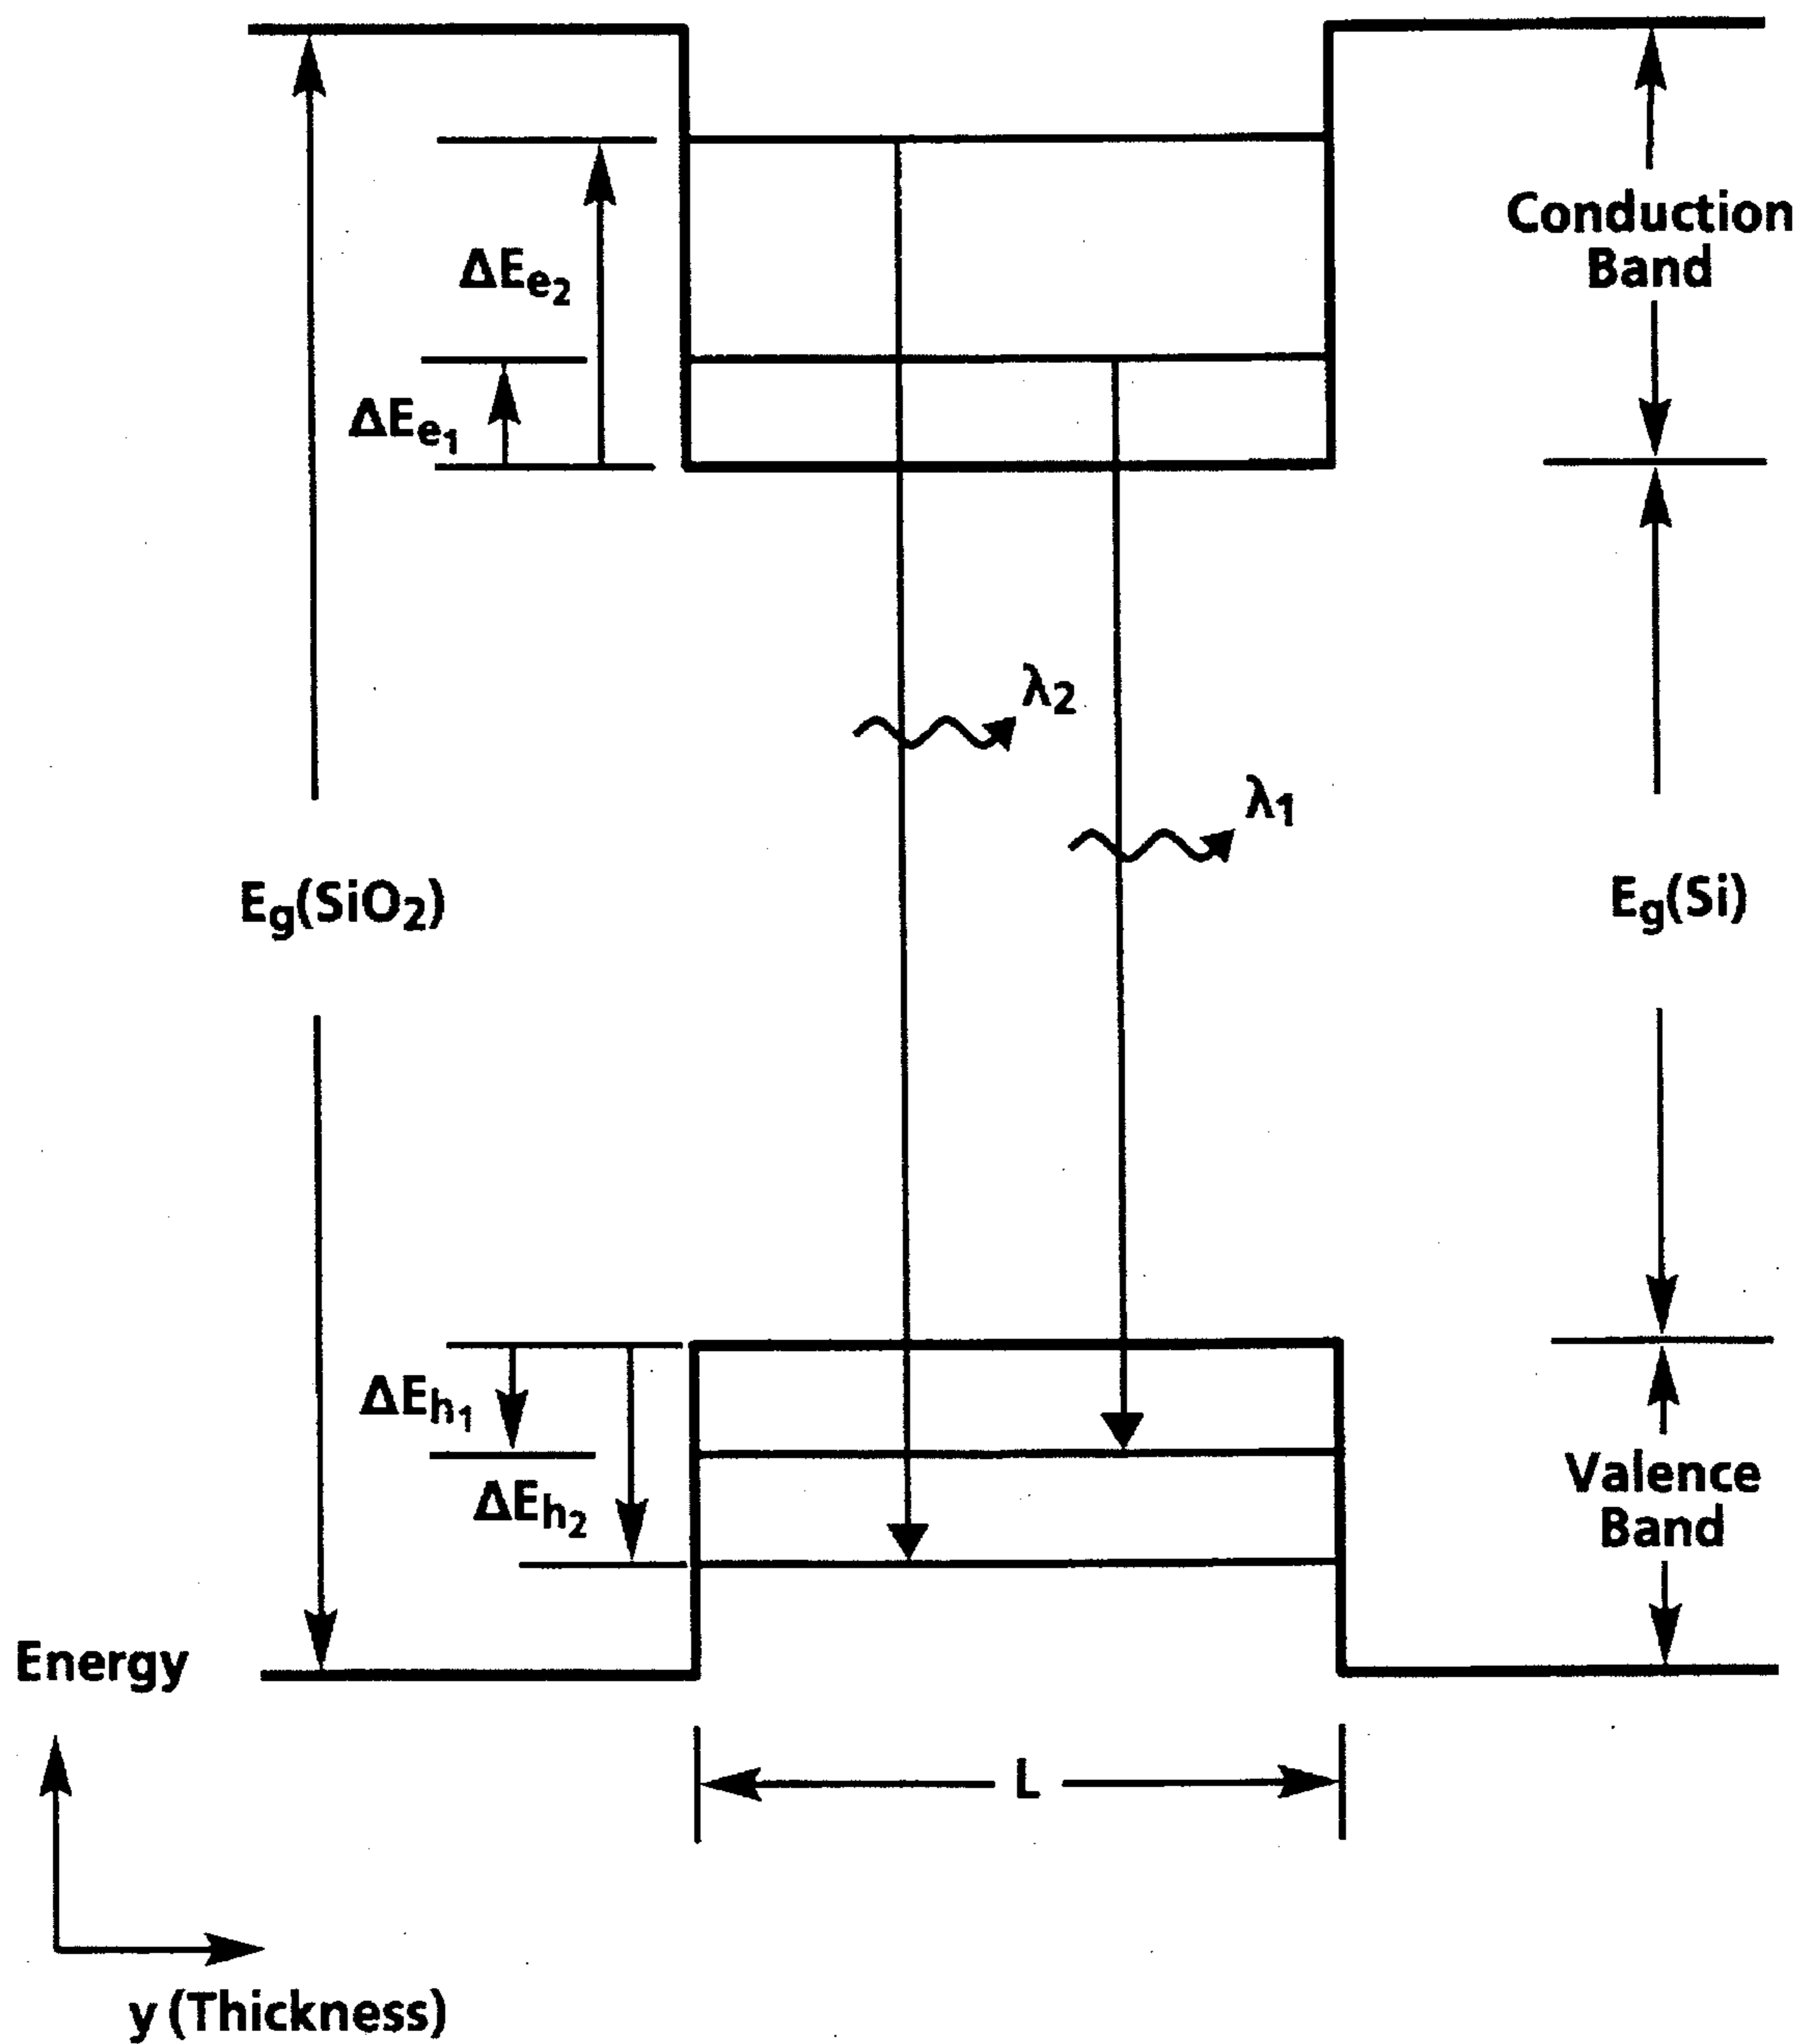 Conduction
Band
ΔEe₂
ΔEe₁
λ₂
λ₁
Eg(SiO₂)
Eg(Si)
ΔEh₁
ΔEh₂
Valence
Band
Energy
L
y (Thickness)